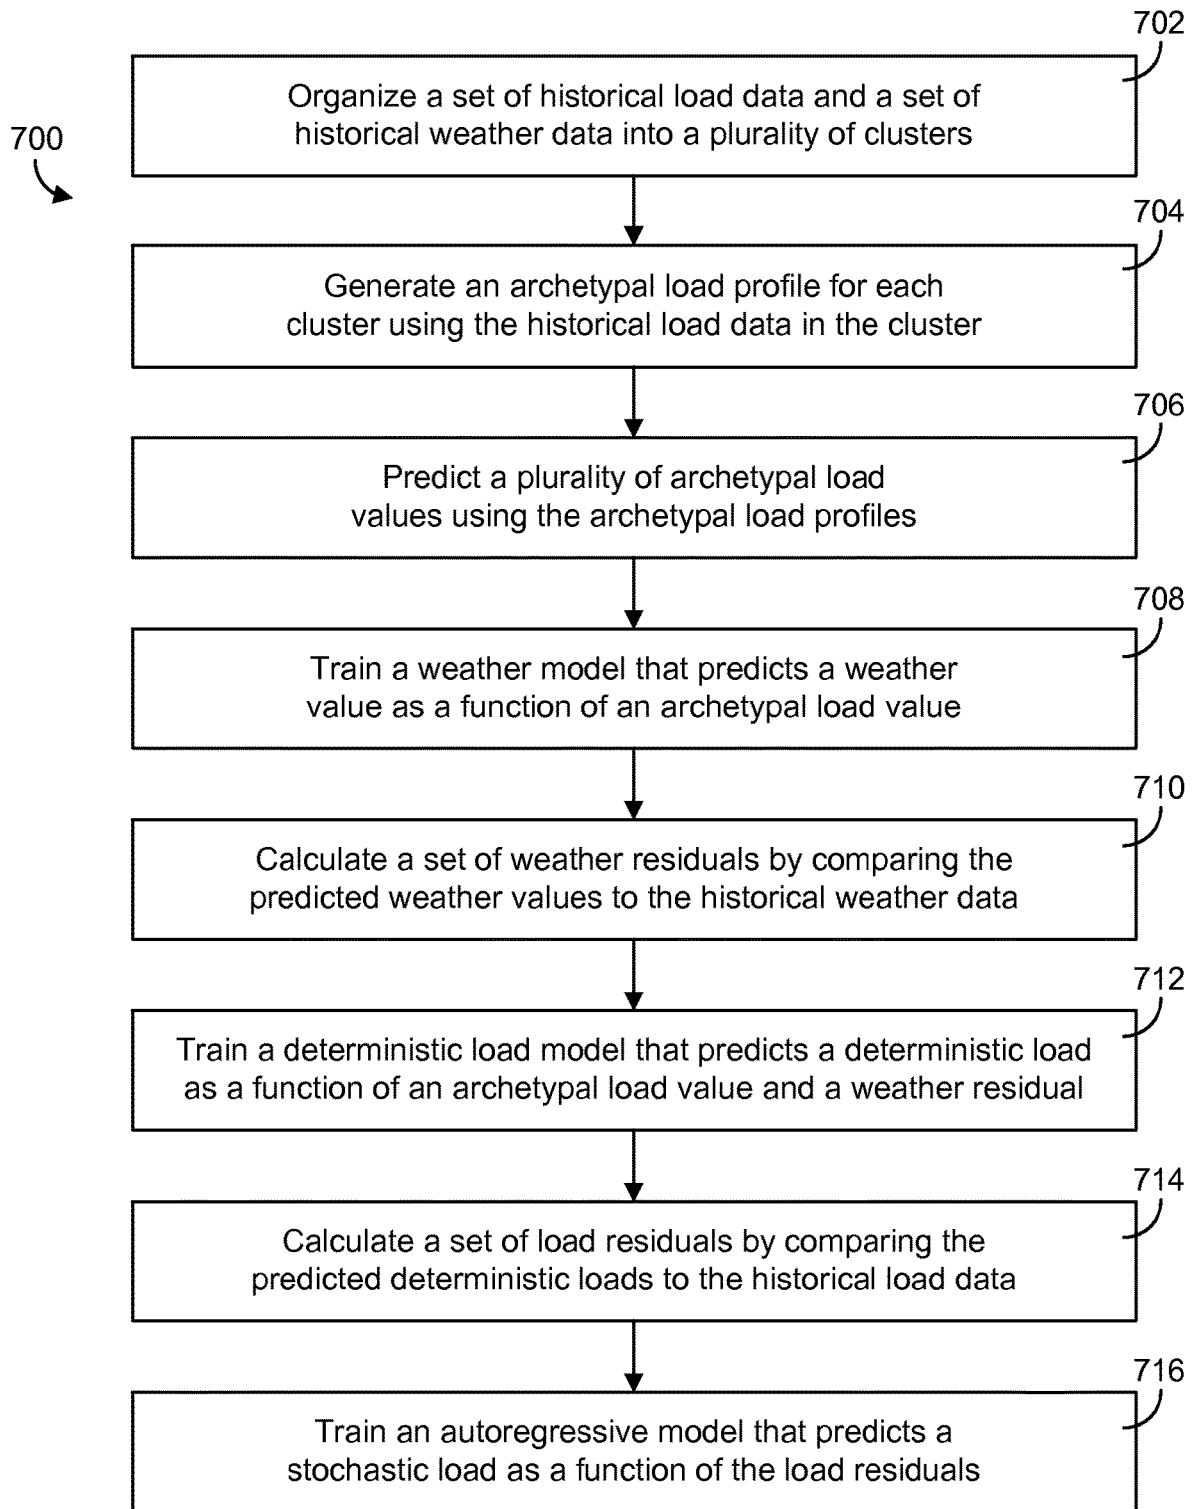 702
Organize a set of historical load data and a set of
historical weather data into a plurality of clusters
700
704
Generate an archetypal load profile for each
cluster using the historical load data in the cluster
706
Predict a plurality of archetypal load
values using the archetypal load profiles
708
Train a weather model that predicts a weather
value as a function of an archetypal load value
710
Calculate a set of weather residuals by comparing the
predicted weather values to the historical weather data
712
Train a deterministic load model that predicts a deterministic load
as a function of an archetypal load value and a weather residual
714
Calculate a set of load residuals by comparing the
predicted deterministic loads to the historical load data
716
Train an autoregressive model that predicts a
stochastic load as a function of the load residuals